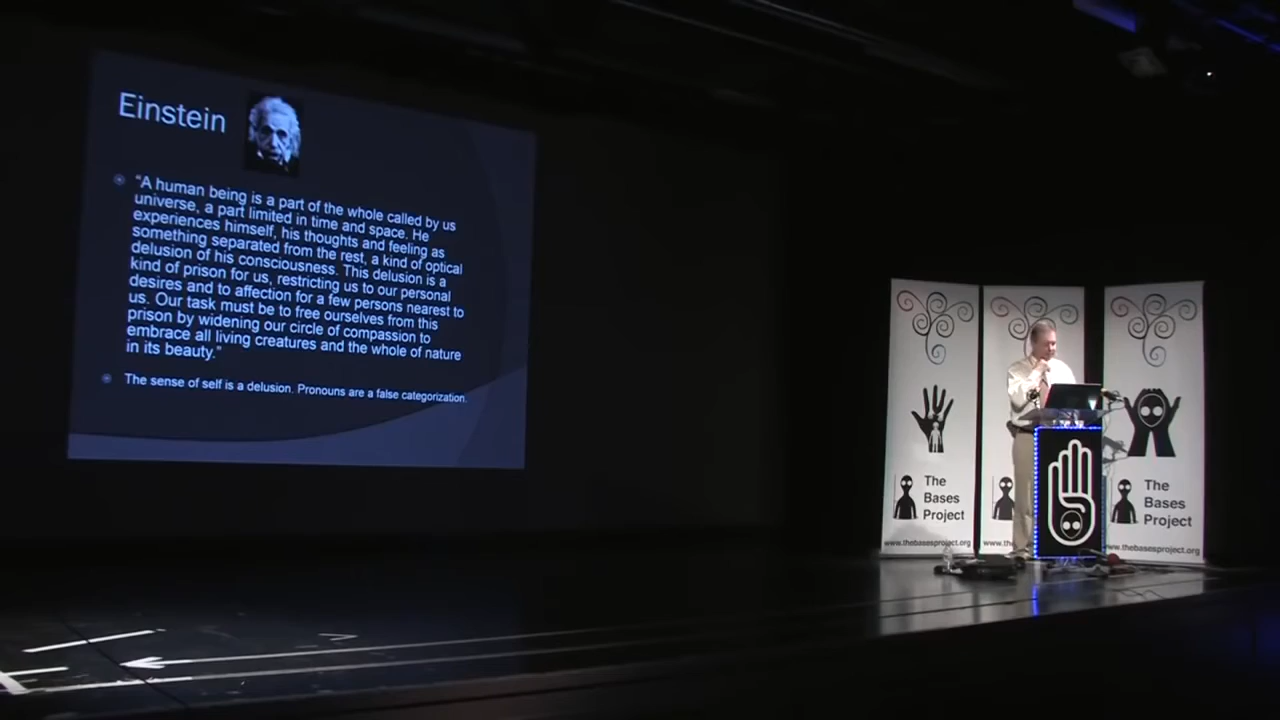 Einstein
“A human being is a part of the whole called by us
universe, a part limited in time and space. He
experiences himself, his thoughts and feeling as
something separated from the rest, a kind of optical
delusion of his consciousness. This delusion is a
kind of prison for us, restricting us to our personal
desires and to affection for a few persons nearest to
us. Our task must be to free ourselves from this
prison by widening our circle of compassion to
embrace all living creatures and the whole of nature
in its beauty.”
The sense of self is a delusion. Pronouns are a false categorization.
The
Bases
Project
www.thebasesproject.org
www.th
The
Bases
Project
www.thebasesproject.org